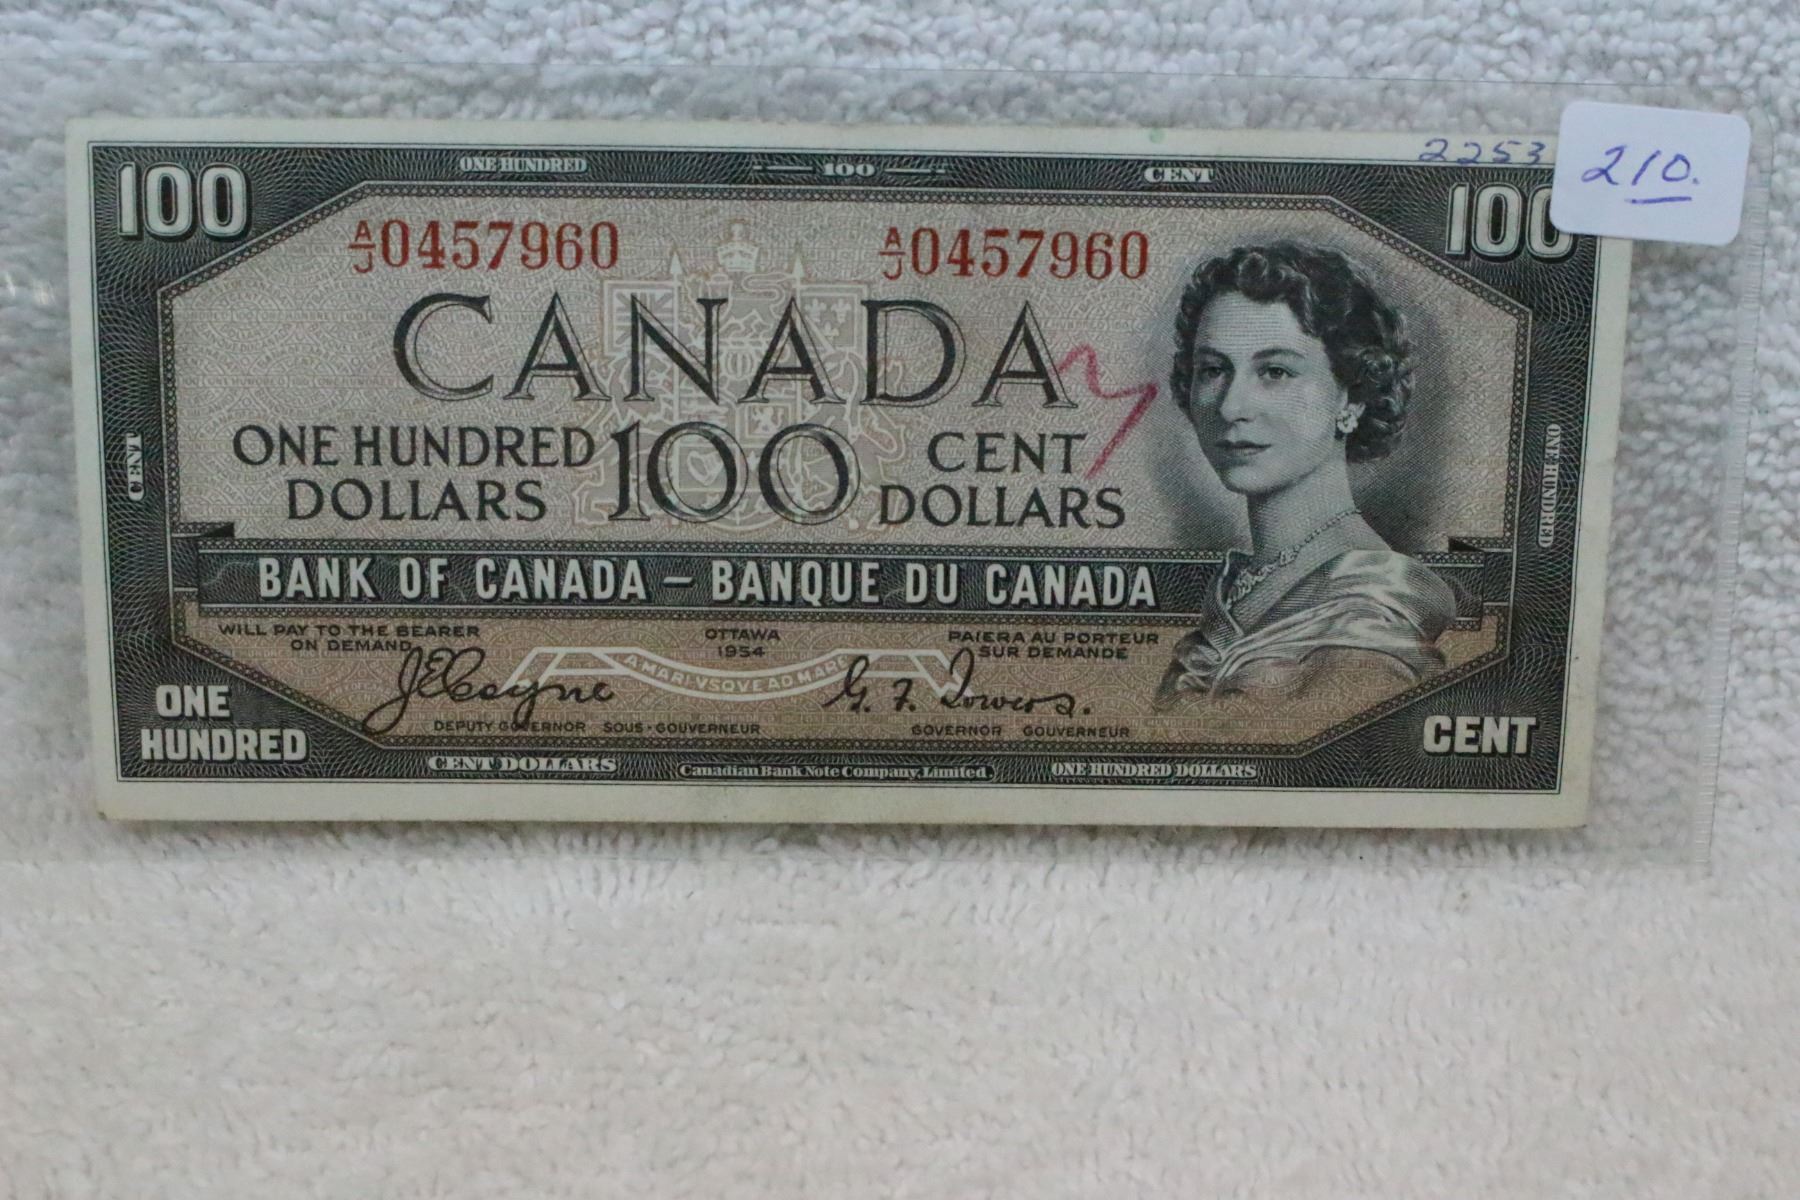 2253
210.
ONE HUNDRED 100 CENT
100 100
A/J 0457960 A/J 0457960
CANADA
ONE HUNDRED DOLLARS 100 CENT DOLLARS
BANK OF CANADA – BANQUE DU CANADA
WILL PAY TO THE BEARER ON DEMAND
OTTAWA
1954
PAIERA AU PORTEUR SUR DEMANDE
A MARI VSQVE AD MARE
J.E. Coyne
G. F. Towers.
DEPUTY GOVERNOR SOUS-GOUVERNEUR
GOVERNOR GOUVERNEUR
ONE HUNDRED
CENT
CENT DOLLARS
Canadian Bank Note Company, Limited.
ONE HUNDRED DOLLARS
ONE HUNDRED